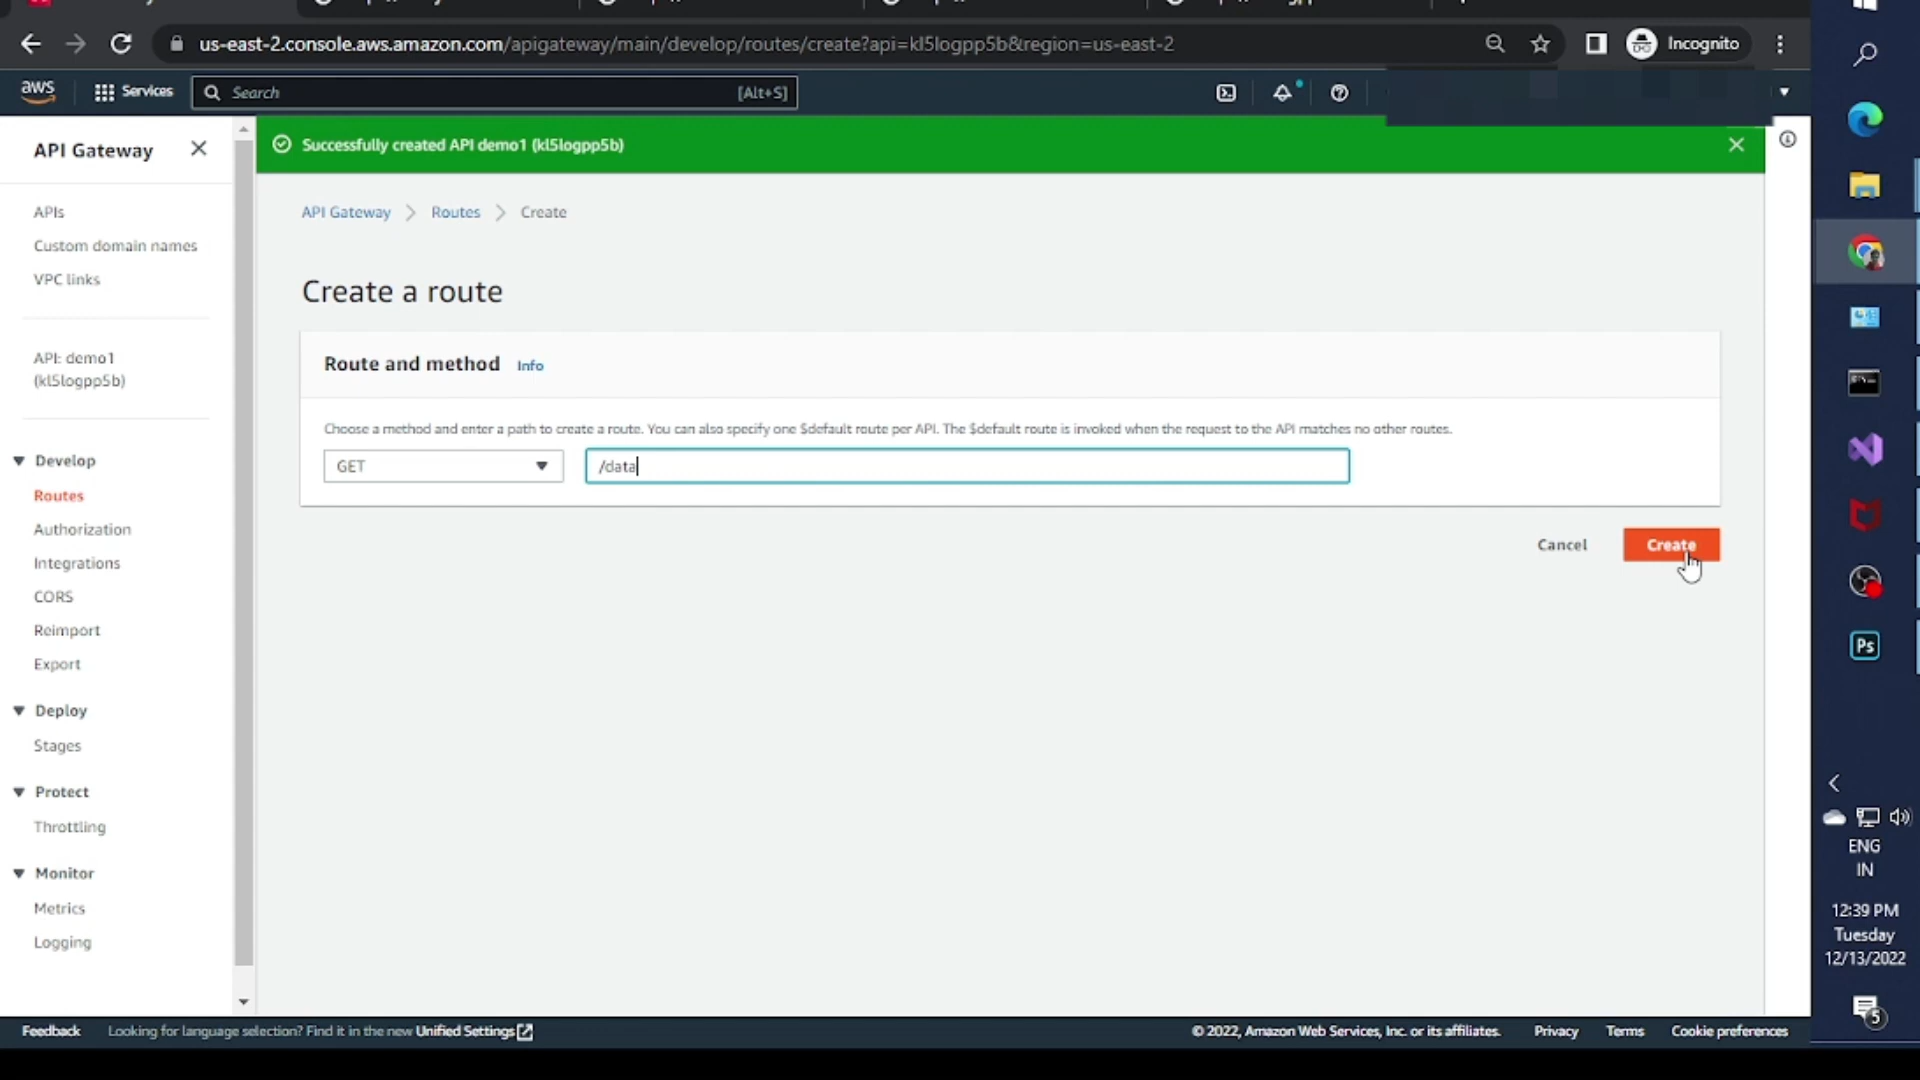 us-east-2.console.aws.amazon.com/apigateway/main/develop/routes/create?api=kl5logpp5b&region=us-east-2
Incognito
aws
Services
Search
[Alt+S]
API Gateway
Successfully created API demo1 (kl5logpp5b)
API Gateway
Routes
Create
APIs
Custom domain names
VPC links
Create a route
API: demo1
(kl5logpp5b)
Route and method Info
Choose a method and enter a path to create a route. You can also specify one $default route per API. The $default route is invoked when the request to the API matches no other routes.
GET
/data
Cancel
Create
Develop
Routes
Authorization
Integrations
CORS
Reimport
Export
Deploy
Stages
Protect
Throttling
Monitor
Metrics
Logging
Ps
ENG
IN
12:39 PM
Tuesday
12/13/2022
5
Feedback
Looking for language selection? Find it in the new Unified Settings
© 2022, Amazon Web Services, Inc. or its affiliates.
Privacy
Terms
Cookie preferences